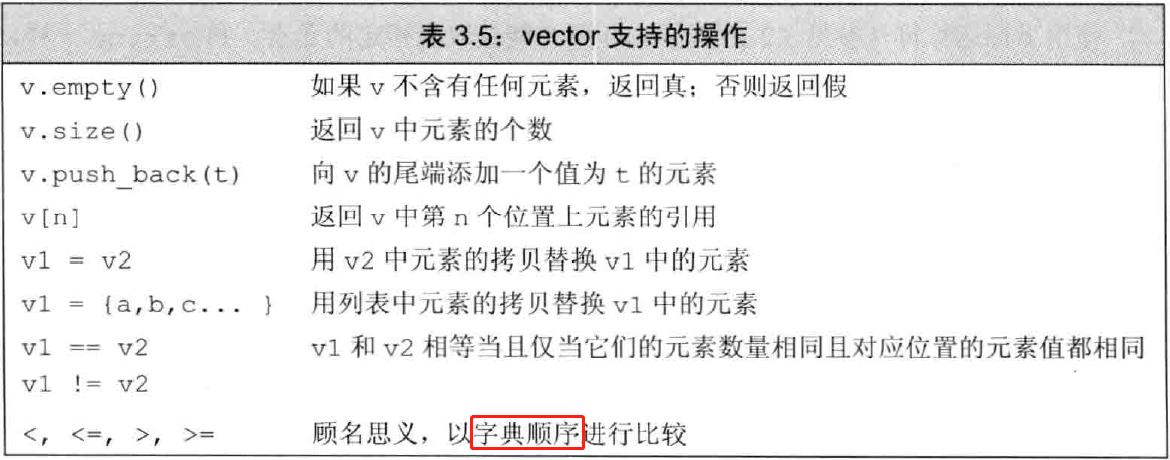 表 3.5：vector 支持的操作
v.empty() 如果 v 不含有任何元素，返回真；否则返回假
v.size() 返回 v 中元素的个数
v.push_back(t) 向 v 的尾端添加一个值为 t 的元素
v[n] 返回 v 中第 n 个位置上元素的引用
v1 = v2 用 v2 中元素的拷贝替换 v1 中的元素
v1 = {a,b,c... } 用列表中元素的拷贝替换 v1 中的元素
v1 == v2 v1 和 v2 相等当且仅当它们的元素数量相同且对应位置的元素值都相同
v1 != v2
<, <=, >, >= 顾名思义，以字典顺序进行比较